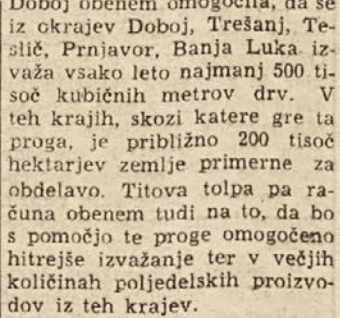 Doboj obenem omogočila, da se
iz okrajev Doboj, Trešanj, Te-
slič, Prnjavor, Banja Luka iz-
važa vsako leto najmanj 500 ti-
soč kubičnih metrov drv. V
teh krajih, skozi katere gre ta
proga, je približno 200 tisoč
hektarjev zemlje primerne za
obdelavo. Titova tolpa pa ra-
čuna obenem tudi na to, da bo
s pomočjo te proge omogočeno
hitrejše izvažanje ter v večjih
količinah poljedelskih proizvo-
dov iz teh krajev.